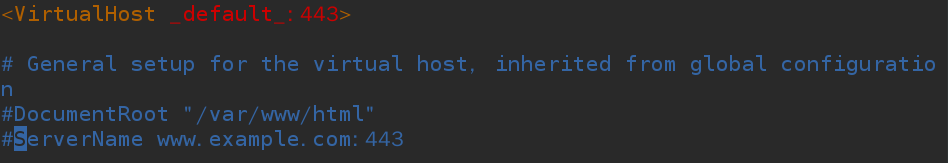 <VirtualHost _default_:443>
# General setup for the virtual host, inherited from global configuratio
n
#DocumentRoot "/var/www/html"
#ServerName www.example.com:443